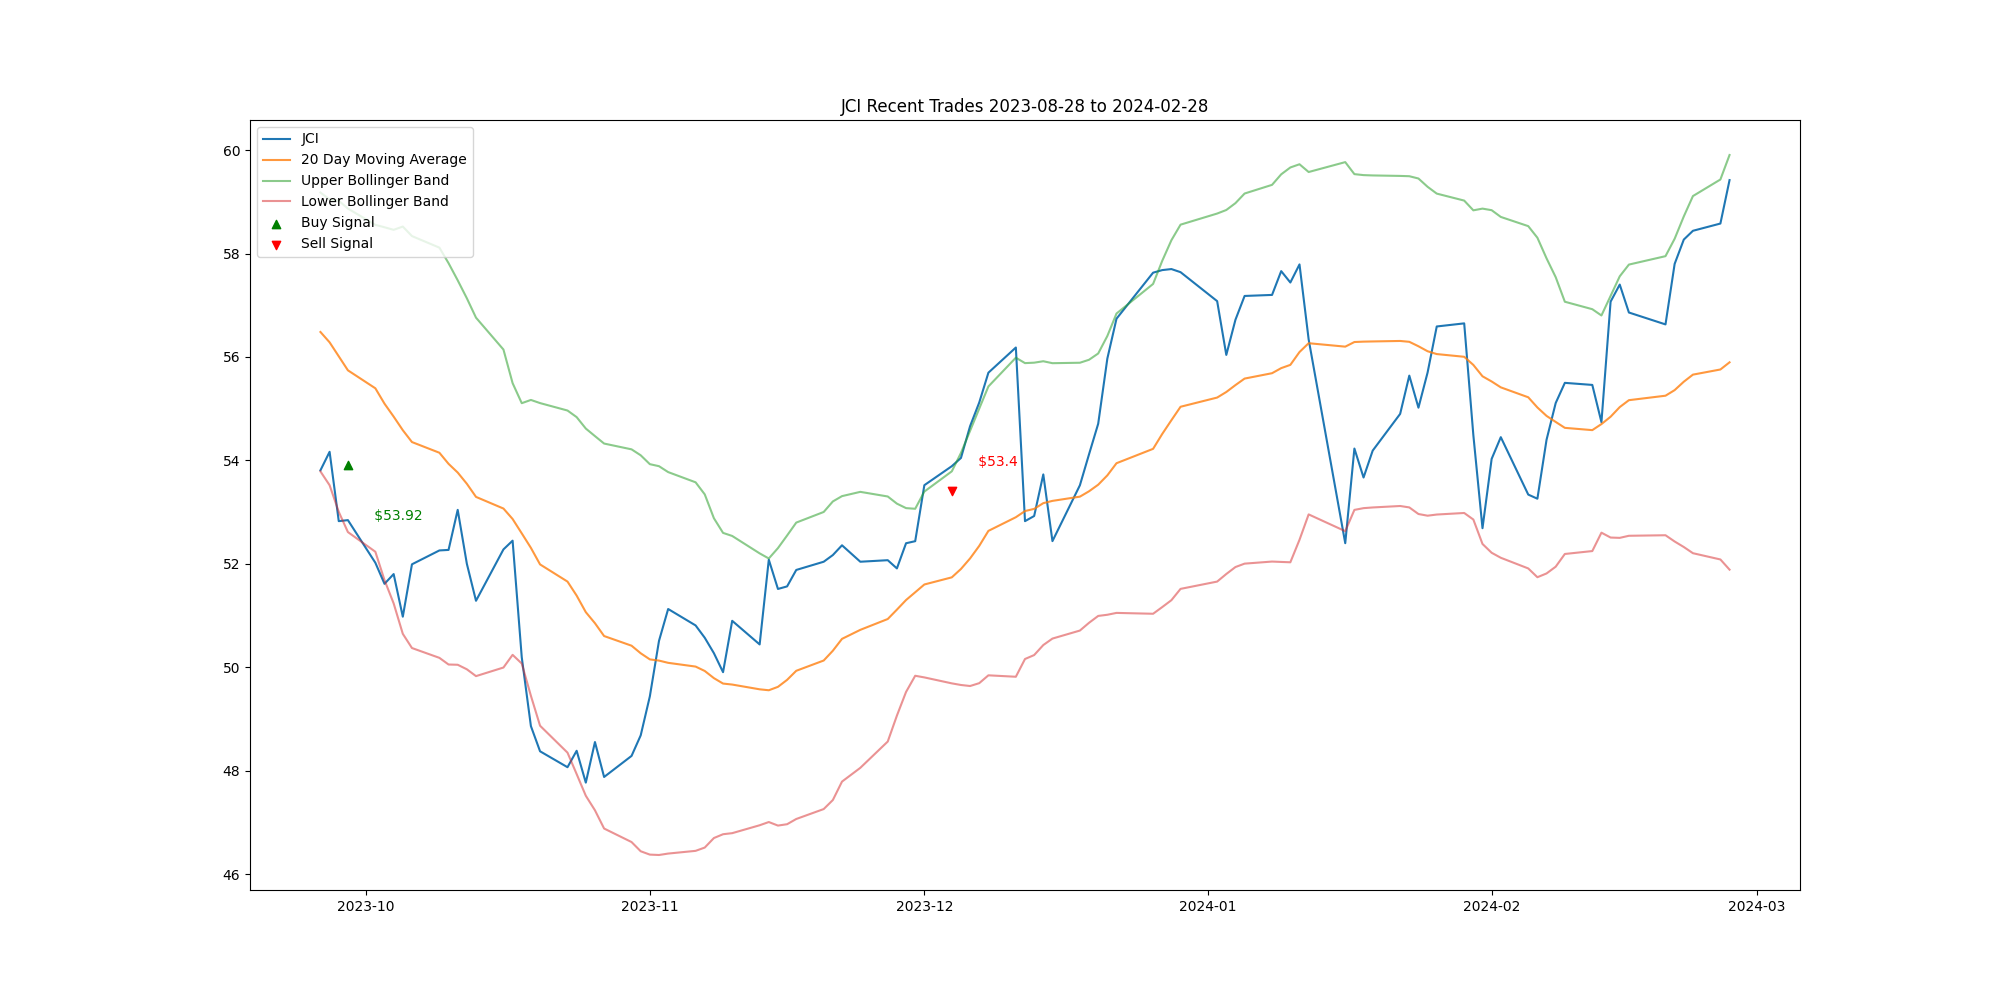 JCI Recent Trades 2023-08-28 to 2024-02-28
JCI
20 Day Moving Average
Upper Bollinger Band
Lower Bollinger Band
Buy Signal
Sell Signal
60
58
56
54
52
50
48
46
$53.92
$53.4
2023-10
2023-11
2023-12
2024-01
2024-02
2024-03